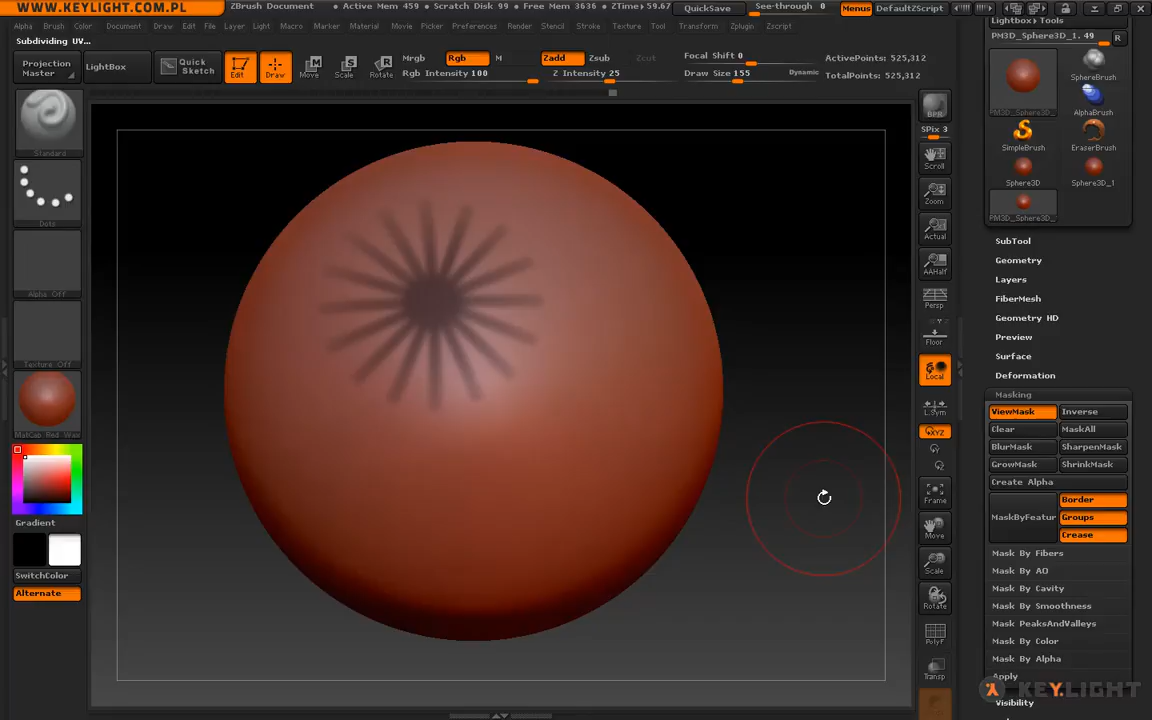 WWW.KEYLIGHT.COM.PL
ZBrush Document
• Active Mem 459 • Scratch Disk 99 • Free Mem 3636 • ZTime▸59.67
QuickSave
See-through 0
Menus
DefaultZScript
Alpha Brush Color Document Draw Edit File Layer Light Macro Marker Material Movie Picker Preferences Render Stencil Stroke Texture Tool Transform Zplugin Zscript
Subdividing UV...
Projection Master
LightBox
Quick Sketch
Edit
Draw
Move
Scale
Rotate
Mrgb Rgb M
Rgb Intensity 100
Zadd Zsub Zcut
Z Intensity 25
Focal Shift 0
Draw Size 155
Dynamic
ActivePoints: 525,312
TotalPoints: 525,312
Standard
Dots
Alpha Off
Texture Off
MatCap Red Wax
Gradient
SwitchColor
Alternate
BPR
SPix 3
Scroll
Zoom
Actual
AAHalf
Persp
Floor
Local
L.Sym
XYZ
Frame
Move
Scale
Rotate
PolyF
Transp
Lightbox▸ Tools
PM3D_Sphere3D_1. 49
R
PM3D_Sphere3D_
SphereBrush
AlphaBrush
SimpleBrush
EraserBrush
Sphere3D
Sphere3D_1
PM3D_Sphere3D_
SubTool
Geometry
Layers
FiberMesh
Geometry HD
Preview
Surface
Deformation
Masking
ViewMask
Inverse
Clear
MaskAll
BlurMask
SharpenMask
GrowMask
ShrinkMask
Create Alpha
MaskByFeatur
Border
Groups
Crease
Mask By Fibers
Mask By AO
Mask By Cavity
Mask By Smoothness
Mask PeaksAndValleys
Mask By Color
Mask By Alpha
Apply
KEYLIGHT
Visibility